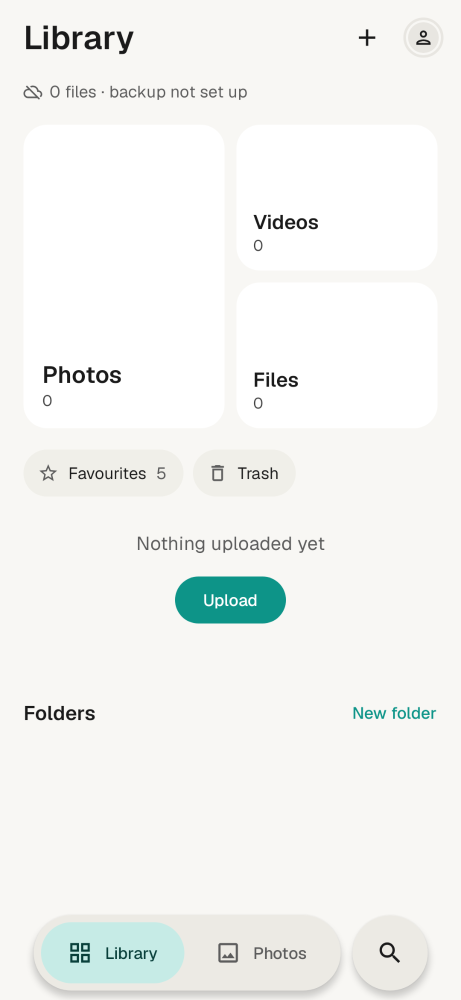 Library
0 files · backup not set up
Photos
0
Videos
0
Files
0
Favourites 5
Trash
Nothing uploaded yet
Upload
Folders
New folder
Library
Photos